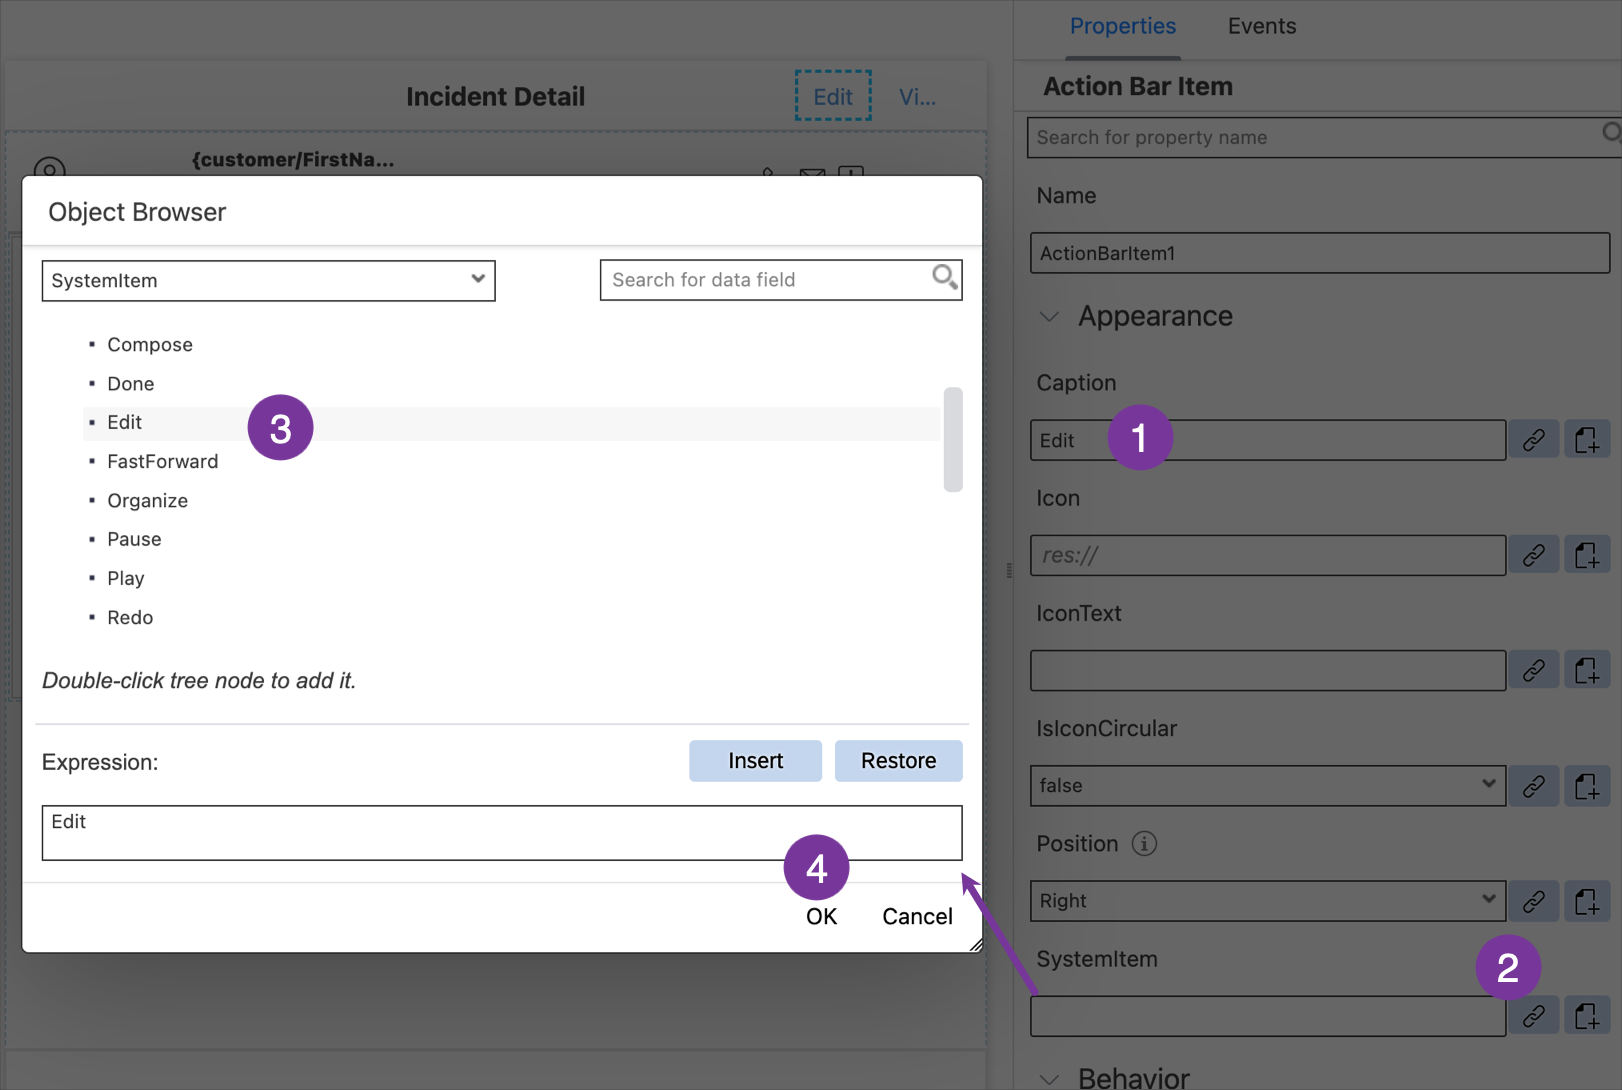 Properties
Events
Incident Detail
Edit
Vi...
Action Bar Item
Search for property name
{customer/FirstNa...
Name
ActionBarItem1
Object Browser
SystemItem
Search for data field
Compose
Done
Edit
3
FastForward
Organize
Pause
Play
Redo
Double-click tree node to add it.
Expression:
Insert
Restore
Edit
4
OK
Cancel
Appearance
Caption
Edit
1
Icon
res://
IconText
IsIconCircular
false
Position
Right
SystemItem
2
Behavior